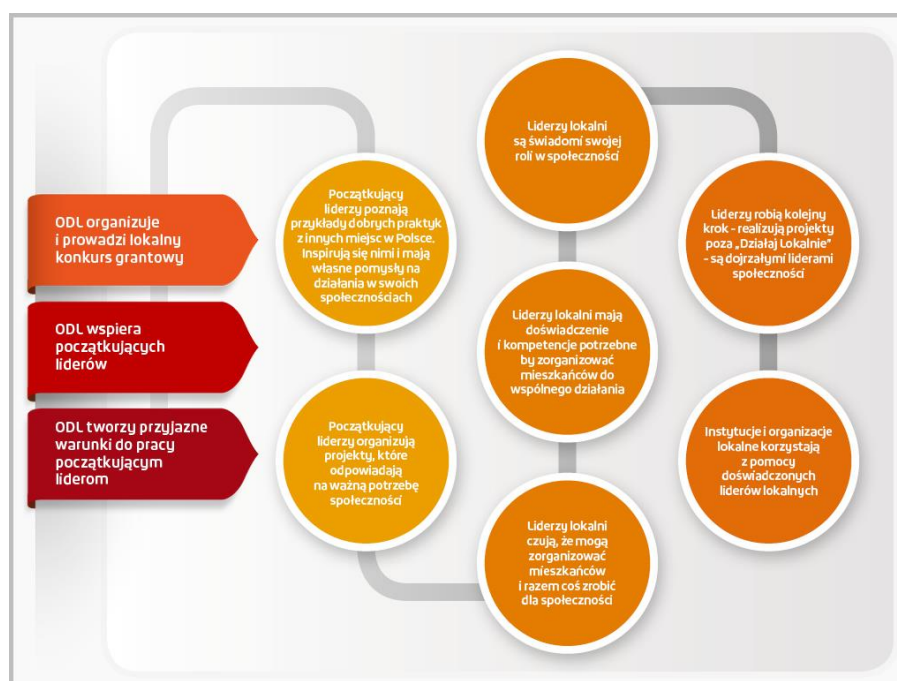 ODL organizuje
i prowadzi lokalny
konkurs grantowy
ODL wspiera
początkujących
liderów
ODL tworzy przyjazne
warunki do pracy
początkującym
liderom
Początkujący
liderzy poznają
przykłady dobrych praktyk
z innych miejsc w Polsce.
Inspirują się nimi i mają
własne pomysły na
działania w swoich
społecznościach
Początkujący
liderzy organizują
projekty, które
odpowiadają
na ważną potrzebę
społeczności
Liderzy lokalni
czują, że mogą
zorganizować
mieszkańców
i razem coś zrobić
dla społeczności
Liderzy lokalni mają
doświadczenie
i kompetencje potrzebne
by zorganizować
mieszkańców do
wspólnego działania
Liderzy lokalni
są świadomi swojej
roli w społeczności
Liderzy robią kolejny
krok - realizują projekty
poza „Działaj Lokalnie”
- są dojrzałymi liderami
społeczności
Instytucje i organizacje
lokalne korzystają
z pomocy
doświadczonych
liderów lokalnych